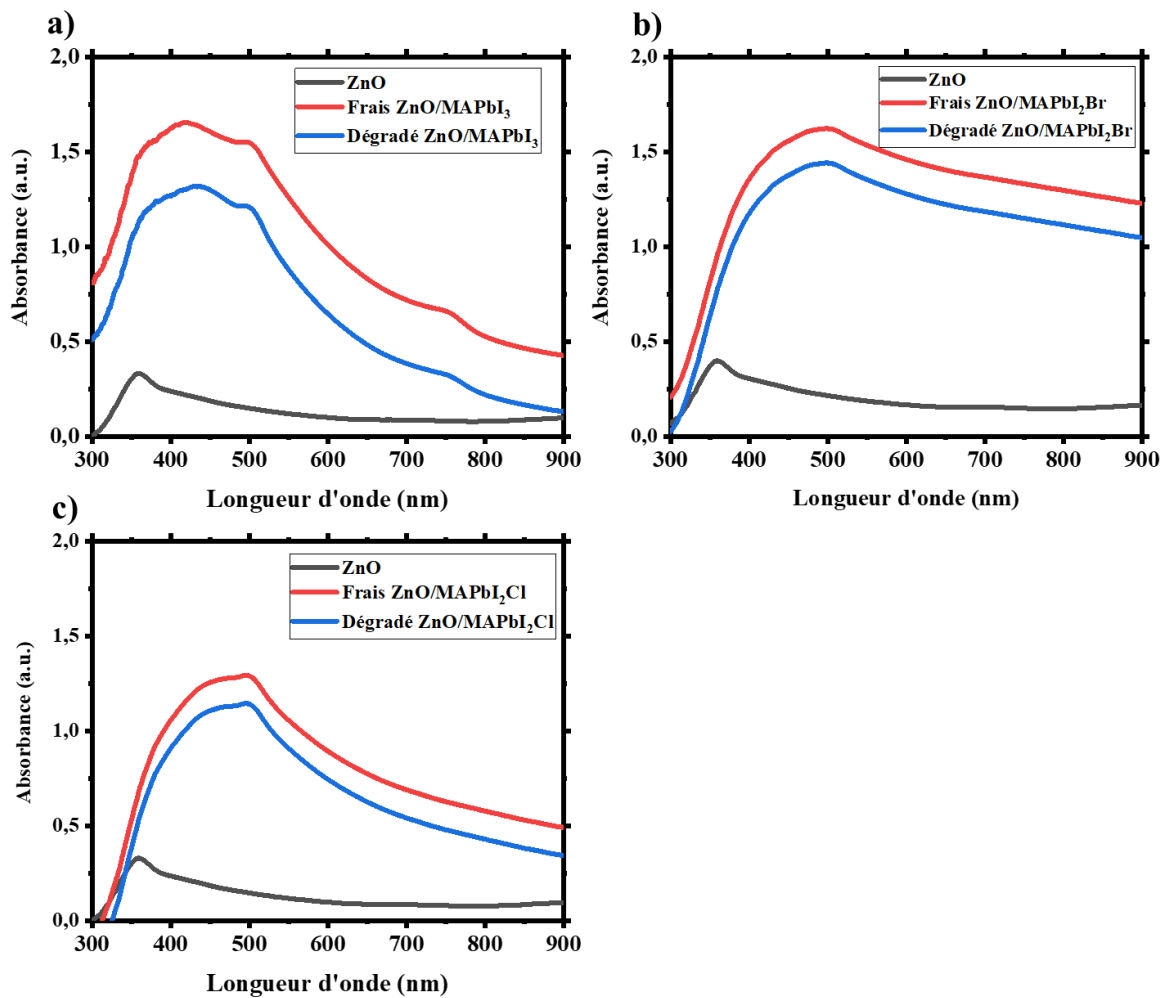 a)
Absorbance (a.u.)
2,0
1,5
1,0
0,5
0,0
ZnO
Frais ZnO/MAPbI₃
Dégradé ZnO/MAPbI₃
300 400 500 600 700 800 900
Longueur d'onde (nm)
b)
Absorbance (a.u.)
2,0
1,5
1,0
0,5
0,0
ZnO
Frais ZnO/MAPbI₂Br
Dégradé ZnO/MAPbI₂Br
300 400 500 600 700 800 900
Longueur d'onde (nm)
c)
Absorbance (a.u.)
2,0
1,5
1,0
0,5
0,0
ZnO
Frais ZnO/MAPbI₂Cl
Dégradé ZnO/MAPbI₂Cl
300 400 500 600 700 800 900
Longueur d'onde (nm)